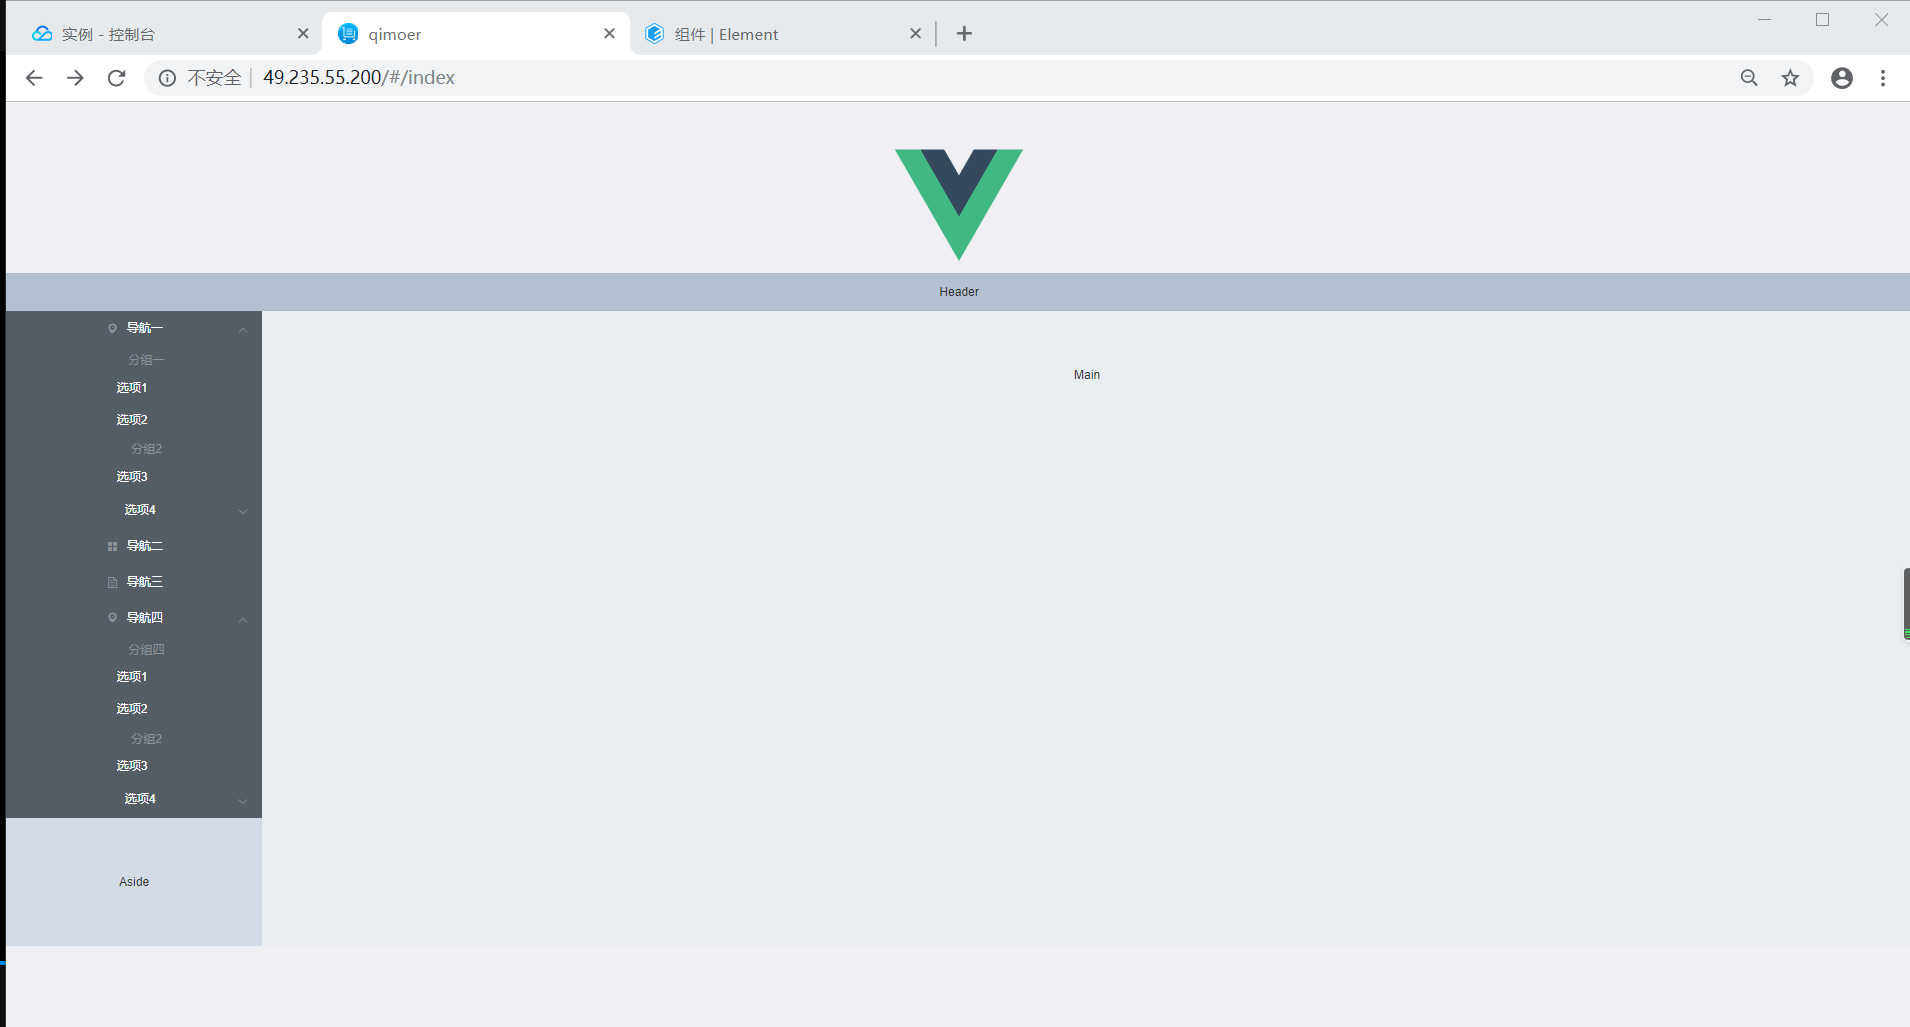 实例 - 控制台
qimoer
组件 | Element
不安全 | 49.235.55.200/#/index
Header
导航一
分组一
选项1
选项2
分组2
选项3
选项4
导航二
导航三
导航四
分组四
选项1
选项2
分组2
选项3
选项4
Aside
Main